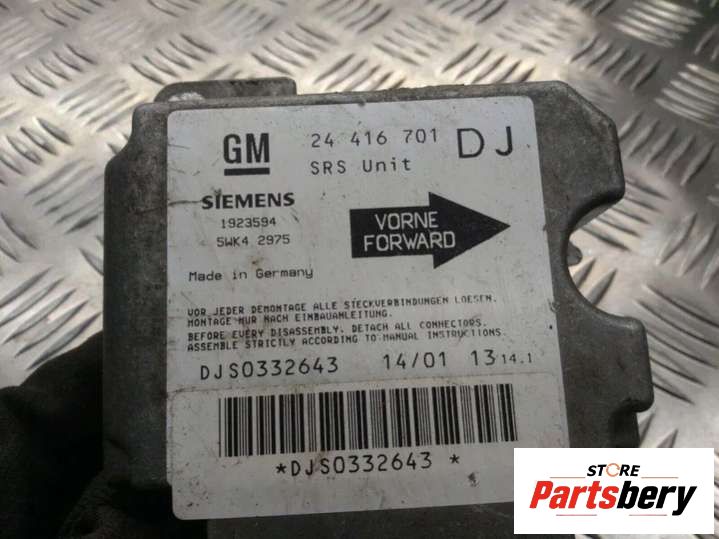 GM
24 416 701 DJ
SRS Unit
SIEMENS
1923594
5WK4 2975
VORNE
FORWARD
Made in Germany
VOR JEDER DEMONTAGE ALLE STECKVERBINDUNGEN LOESEN.
MONTAGE NUR NACH EINBAUANLEITUNG.
BEFORE EVERY DISASSEMBLY, DETACH ALL CONNECTORS.
ASSEMBLE STRICTLY ACCORDING TO MANUAL INSTRUCTIONS.
DJS0332643 14/01 13 14.1
*DJS0332643 *
STORE
Partsbery